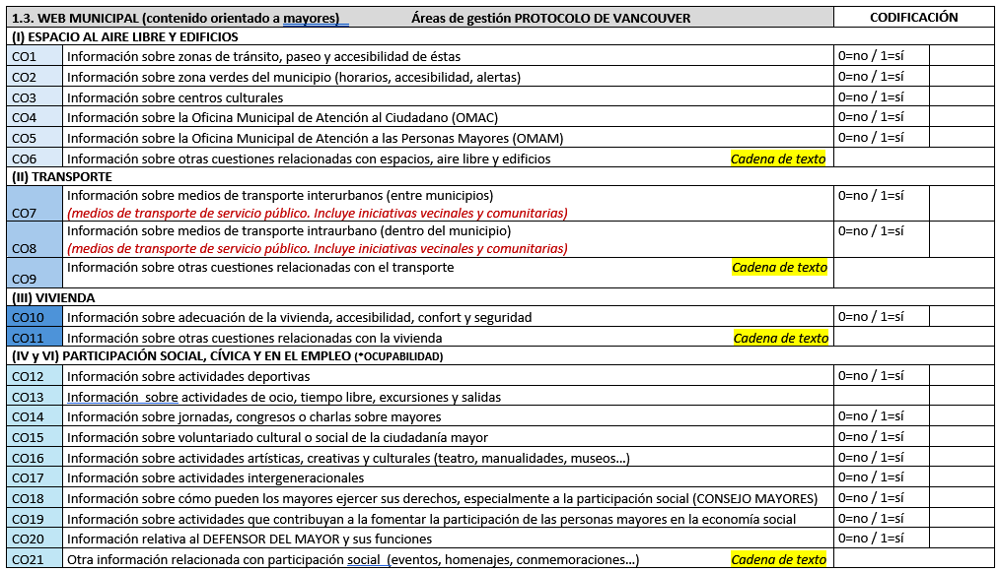 1.3. WEB MUNICIPAL (contenido orientado a mayores) Áreas de gestión PROTOCOLO DE VANCOUVER CODIFICACIÓN
(I) ESPACIO AL AIRE LIBRE Y EDIFICIOS
CO1 Información sobre zonas de tránsito, paseo y accesibilidad de éstas 0=no / 1=sí
CO2 Información sobre zona verdes del municipio (horarios, accesibilidad, alertas) 0=no / 1=sí
CO3 Información sobre centros culturales 0=no / 1=sí
CO4 Información sobre la Oficina Municipal de Atención al Ciudadano (OMAC) 0=no / 1=sí
CO5 Información sobre la Oficina Municipal de Atención a las Personas Mayores (OMAM) 0=no / 1=sí
CO6 Información sobre otras cuestiones relacionadas con espacios, aire libre y edificios Cadena de texto
(II) TRANSPORTE
CO7 Información sobre medios de transporte interurbanos (entre municipios) 0=no / 1=sí
(medios de transporte de servicio público. Incluye iniciativas vecinales y comunitarias)
CO8 Información sobre medios de transporte intraurbano (dentro del municipio) 0=no / 1=sí
(medios de transporte de servicio público. Incluye iniciativas vecinales y comunitarias)
CO9 Información sobre otras cuestiones relacionadas con el transporte Cadena de texto
(III) VIVIENDA
CO10 Información sobre adecuación de la vivienda, accesibilidad, confort y seguridad 0=no / 1=sí
CO11 Información sobre otras cuestiones relacionadas con la vivienda Cadena de texto
(IV y VI) PARTICIPACIÓN SOCIAL, CÍVICA Y EN EL EMPLEO (*OCUPABILIDAD)
CO12 Información sobre actividades deportivas 0=no / 1=sí
CO13 Información sobre actividades de ocio, tiempo libre, excursiones y salidas
CO14 Información sobre jornadas, congresos o charlas sobre mayores 0=no / 1=sí
CO15 Información sobre voluntariado cultural o social de la ciudadanía mayor 0=no / 1=sí
CO16 Información sobre actividades artísticas, creativas y culturales (teatro, manualidades, museos…) 0=no / 1=sí
CO17 Información sobre actividades intergeneracionales 0=no / 1=sí
CO18 Información sobre cómo pueden los mayores ejercer sus derechos, especialmente a la participación social (CONSEJO MAYORES) 0=no / 1=sí
CO19 Información sobre actividades que contribuyan a la fomentar la participación de las personas mayores en la economía social 0=no / 1=sí
CO20 Información relativa al DEFENSOR DEL MAYOR y sus funciones 0=no / 1=sí
CO21 Otra información relacionada con participación social (eventos, homenajes, conmemoraciones…) Cadena de texto